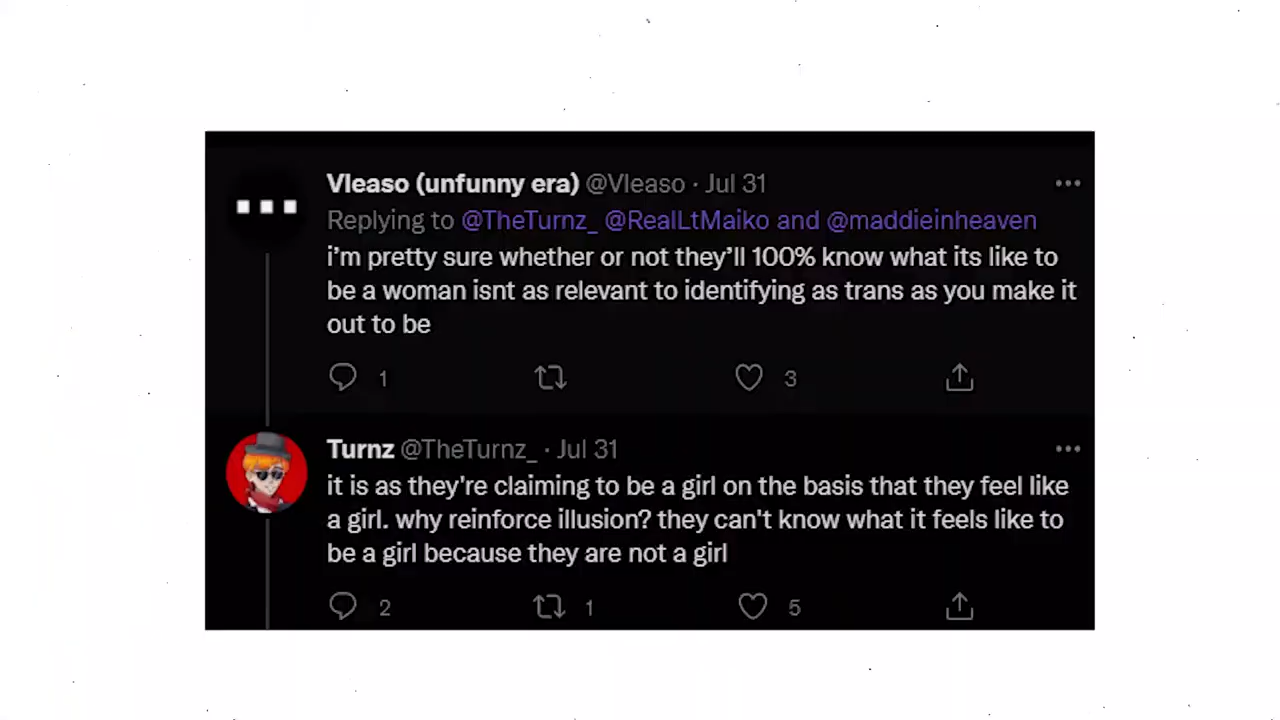 Vleaso (unfunny era) @Vleaso · Jul 31
Replying to @TheTurnz_ @RealLtMaiko and @maddieinheaven
i'm pretty sure whether or not they'll 100% know what its like to
be a woman isnt as relevant to identifying as trans as you make it
out to be
1 3
Turnz @TheTurnz_ · Jul 31
it is as they're claiming to be a girl on the basis that they feel like
a girl. why reinforce illusion? they can't know what it feels like to
be a girl because they are not a girl
2 1 5